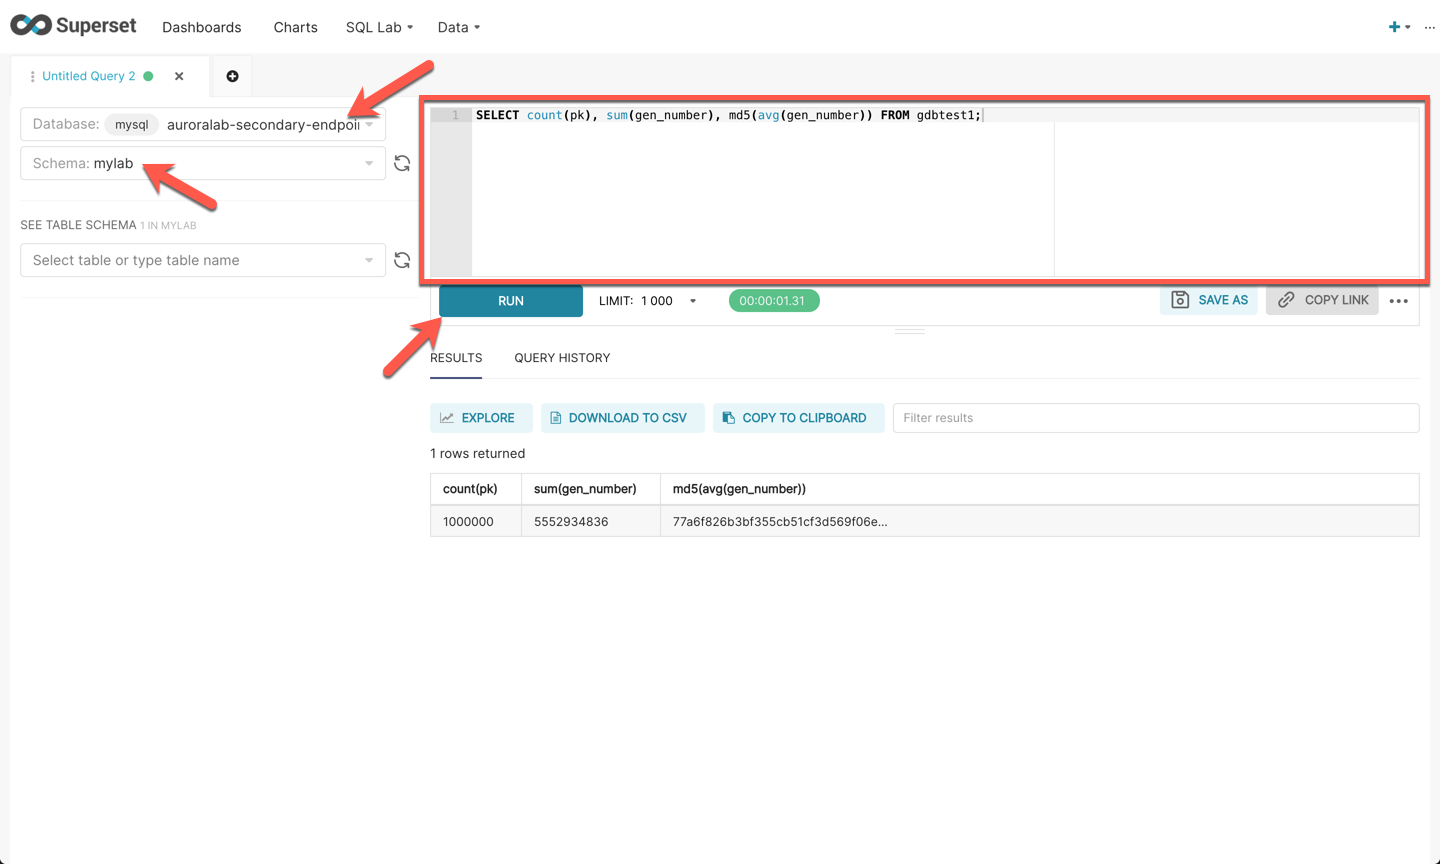 Superset Dashboards Charts SQL Lab Data
Untitled Query 2
Database: mysql auroralab-secondary-endpoi
Schema: mylab
SEE TABLE SCHEMA 1 IN MYLAB
Select table or type table name
1 SELECT count(pk), sum(gen_number), md5(avg(gen_number)) FROM gdbtest1;
RUN LIMIT: 1 000 00:00:01.31 SAVE AS COPY LINK
RESULTS QUERY HISTORY
EXPLORE DOWNLOAD TO CSV COPY TO CLIPBOARD Filter results
1 rows returned
count(pk) sum(gen_number) md5(avg(gen_number))
1000000 5552934836 77a6f826b3bf355cb51cf3d569f06e...